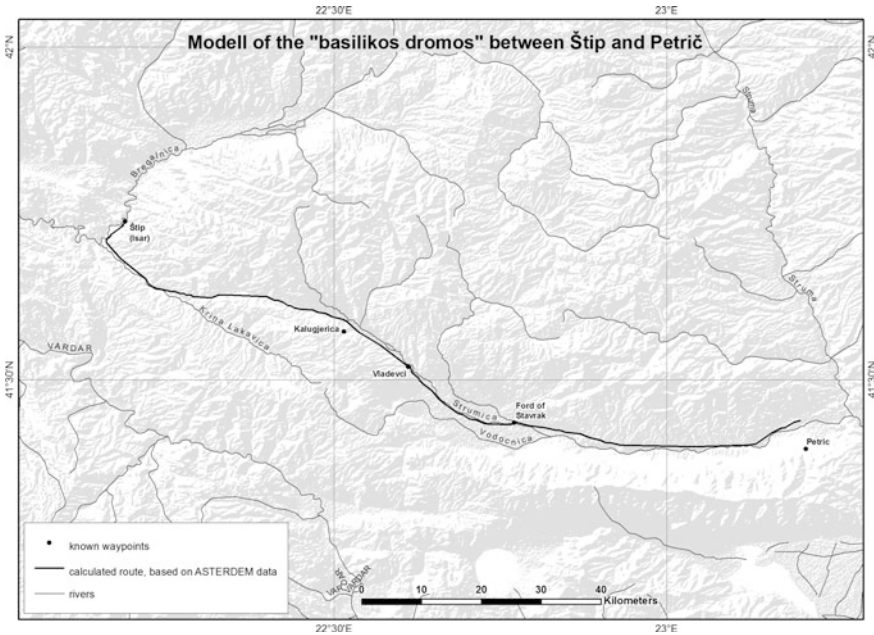 22°30'E
23°E
Modell of the "basilikos dromos" between Štip and Petrič
42°N
42°N
Struma
Bregalnica
Štip
(Isar)
Struma
Kalugjerica
Krina Lakavica
VARDAR
Vladevci
41°30'N
41°30'N
Strumica
Ford of
Stavrak
Vodocnica
Petric
known waypoints
calculated route, based on ASTERDEM data
rivers
VARDAR
0 10 20 30 40
Kilometers
22°30'E
23°E